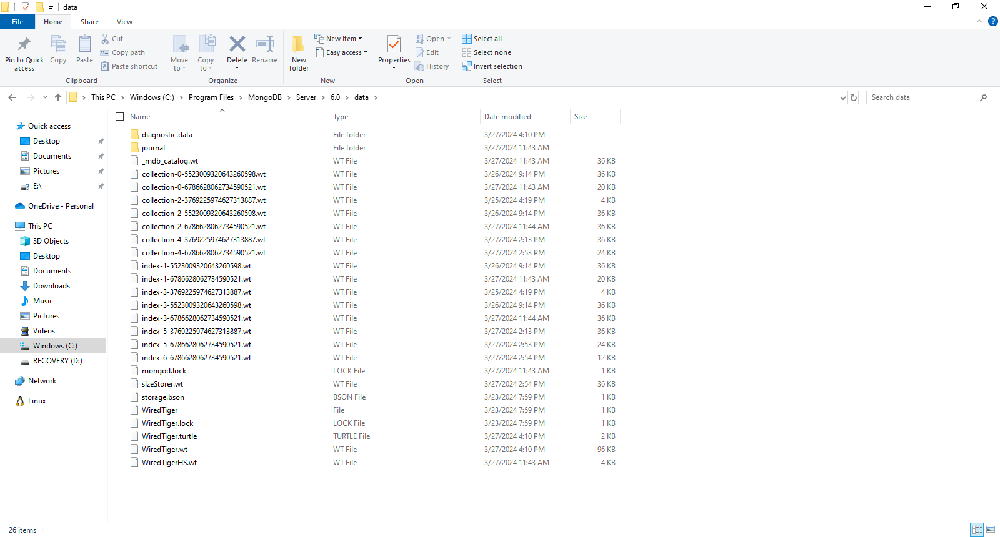 data
File Home Share View
Pin to Quick access
Copy
Paste
Cut
Copy path
Paste shortcut
Clipboard
Move to
Copy to
Delete
Rename
Organize
New folder
New item
Easy access
New
Properties
Open
Edit
History
Open
Select all
Select none
Invert selection
Select
This PC > Windows (C:) > Program Files > MongoDB > Server > 6.0 > data >
Search data
Quick access
Desktop
Documents
Pictures
E:\
OneDrive - Personal
This PC
3D Objects
Desktop
Documents
Downloads
Music
Pictures
Videos
Windows (C:)
RECOVERY (D:)
Network
Linux
Name Type Date modified Size
diagnostic.data File folder 3/27/2024 4:10 PM
journal File folder 3/27/2024 11:43 AM
_mdb_catalog.wt WT File 3/27/2024 11:43 AM 36 KB
collection-0-5523009320643260598.wt WT File 3/26/2024 9:14 PM 36 KB
collection-0-6786628062734590521.wt WT File 3/27/2024 11:43 AM 20 KB
collection-2-3769225974627313887.wt WT File 3/25/2024 4:19 PM 4 KB
collection-2-5523009320643260598.wt WT File 3/26/2024 9:14 PM 36 KB
collection-2-6786628062734590521.wt WT File 3/27/2024 11:44 AM 36 KB
collection-4-3769225974627313887.wt WT File 3/27/2024 2:13 PM 36 KB
collection-4-6786628062734590521.wt WT File 3/27/2024 2:53 PM 24 KB
index-1-5523009320643260598.wt WT File 3/26/2024 9:14 PM 36 KB
index-1-6786628062734590521.wt WT File 3/27/2024 11:43 AM 20 KB
index-3-3769225974627313887.wt WT File 3/25/2024 4:19 PM 4 KB
index-3-5523009320643260598.wt WT File 3/26/2024 9:14 PM 36 KB
index-3-6786628062734590521.wt WT File 3/27/2024 11:44 AM 36 KB
index-5-3769225974627313887.wt WT File 3/27/2024 2:13 PM 36 KB
index-5-6786628062734590521.wt WT File 3/27/2024 2:53 PM 24 KB
index-6-6786628062734590521.wt WT File 3/27/2024 2:54 PM 12 KB
mongod.lock LOCK File 3/27/2024 11:43 AM 1 KB
sizeStorer.wt WT File 3/27/2024 2:54 PM 36 KB
storage.bson BSON File 3/23/2024 7:59 PM 1 KB
WiredTiger File 3/23/2024 7:59 PM 1 KB
WiredTiger.lock LOCK File 3/23/2024 7:59 PM 1 KB
WiredTiger.turtle TURTLE File 3/27/2024 4:10 PM 2 KB
WiredTiger.wt WT File 3/27/2024 4:10 PM 96 KB
WiredTigerHS.wt WT File 3/27/2024 11:43 AM 4 KB
26 items